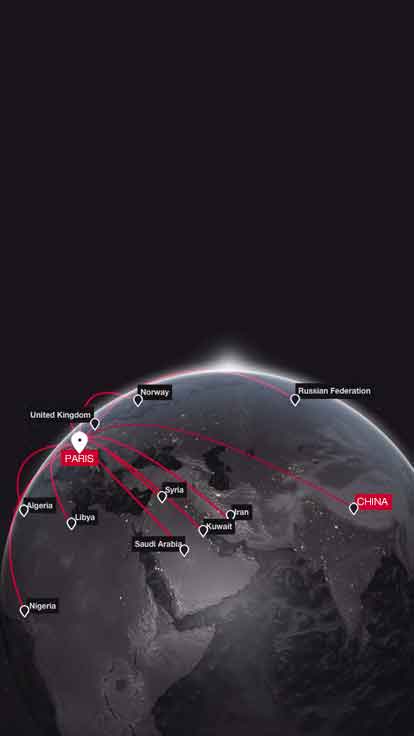 Norway
Russian Federation
United Kingdom
PARIS
Syria
CHINA
Algeria
Iran
Libya
Kuwait
Saudi Arabia
Nigeria